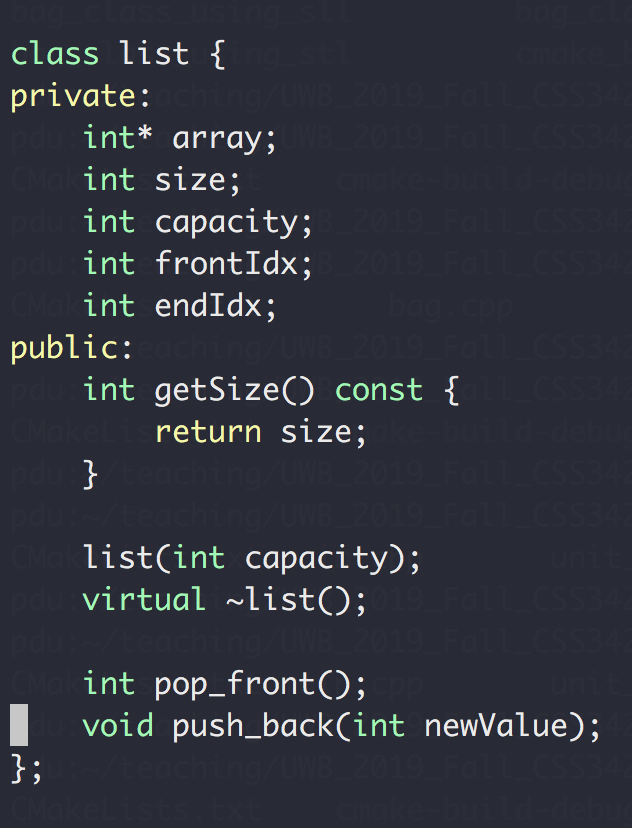 class list {
private:
    int* array;
    int size;
    int capacity;
    int frontIdx;
    int endIdx;
public:
    int getSize() const {
        return size;
    }

    list(int capacity);
    virtual ~list();

    int pop_front();
    void push_back(int newValue);
};